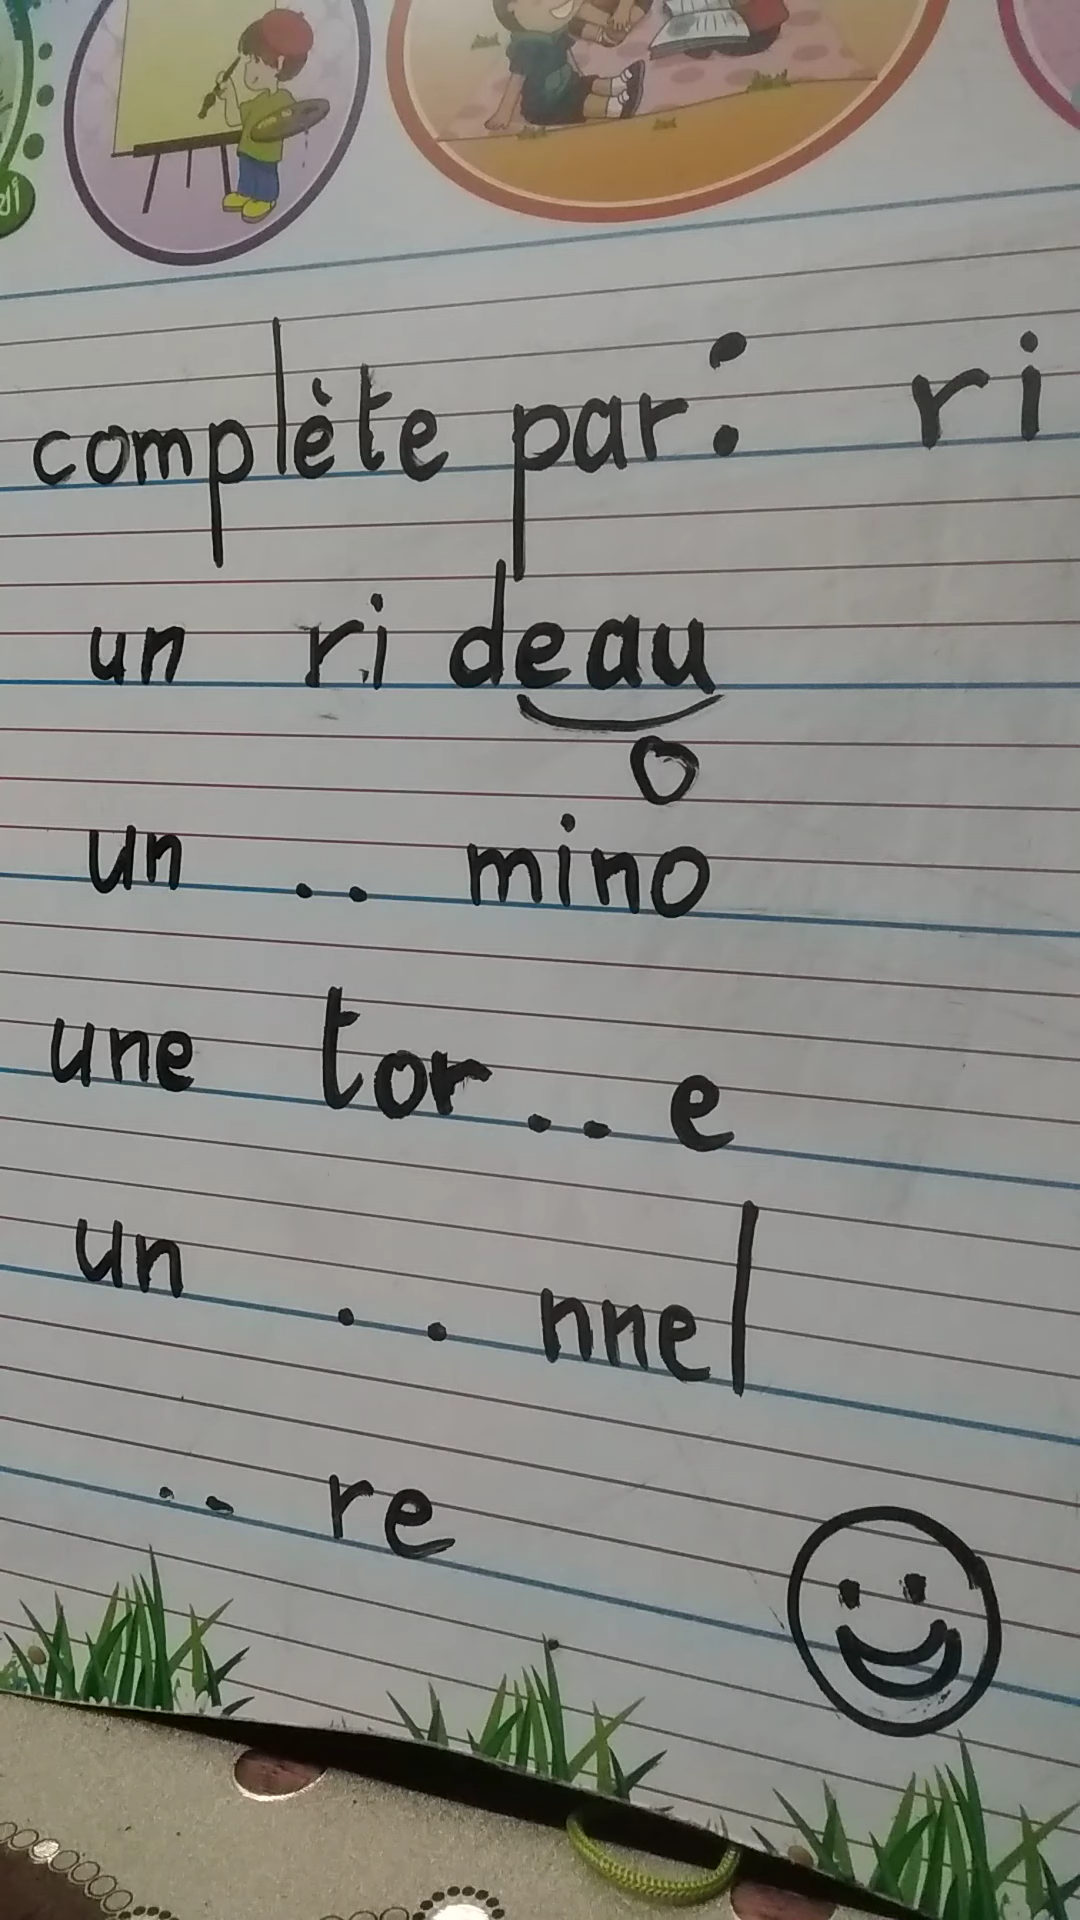 complète par : ri
un ri deau
o
un .. mino
une tor .. e
un .. nnel
.. re